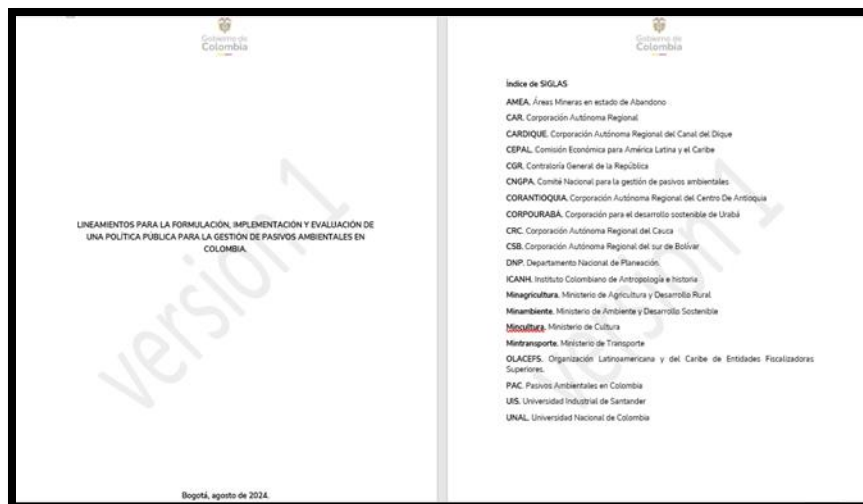 Gobierno de
Colombia
LINEAMIENTOS PARA LA FORMULACIÓN, IMPLEMENTACIÓN Y EVALUACIÓN DE
UNA POLÍTICA PÚBLICA PARA LA GESTIÓN DE PASIVOS AMBIENTALES EN
COLOMBIA.
versión 1
Bogotá, agosto de 2024.
Gobierno de
Colombia
Índice de SIGLAS
AMEA. Áreas Mineras en estado de Abandono
CAR. Corporación Autónoma Regional
CARDIQUE. Corporación Autónoma Regional del Canal del Dique
CEPAL. Comisión Económica para América Latina y el Caribe
CGR. Contraloría General de la República
CNGPA. Comité Nacional para la gestión de pasivos ambientales
CORANTIOQUIA. Corporación Autónoma Regional del Centro De Antioquia
CORPOURABÁ. Corporación para el desarrollo sostenible de Urabá
CRC. Corporación Autónoma Regional del Cauca
CSB. Corporación Autónoma Regional del sur de Bolívar
DNP. Departamento Nacional de Planeación.
ICANH. Instituto Colombiano de Antropología e historia
Minagricultura. Ministerio de Agricultura y Desarrollo Rural
Minambiente. Ministerio de Ambiente y Desarrollo Sostenible
Mincultura. Ministerio de Cultura
Mintransporte. Ministerio de Transporte
OLACEFS. Organización Latinoamericana y del Caribe de Entidades Fiscalizadoras
Superiores.
PAC. Pasivos Ambientales en Colombia
UIS. Universidad Industrial de Santander
UNAL. Universidad Nacional de Colombia
versión 1